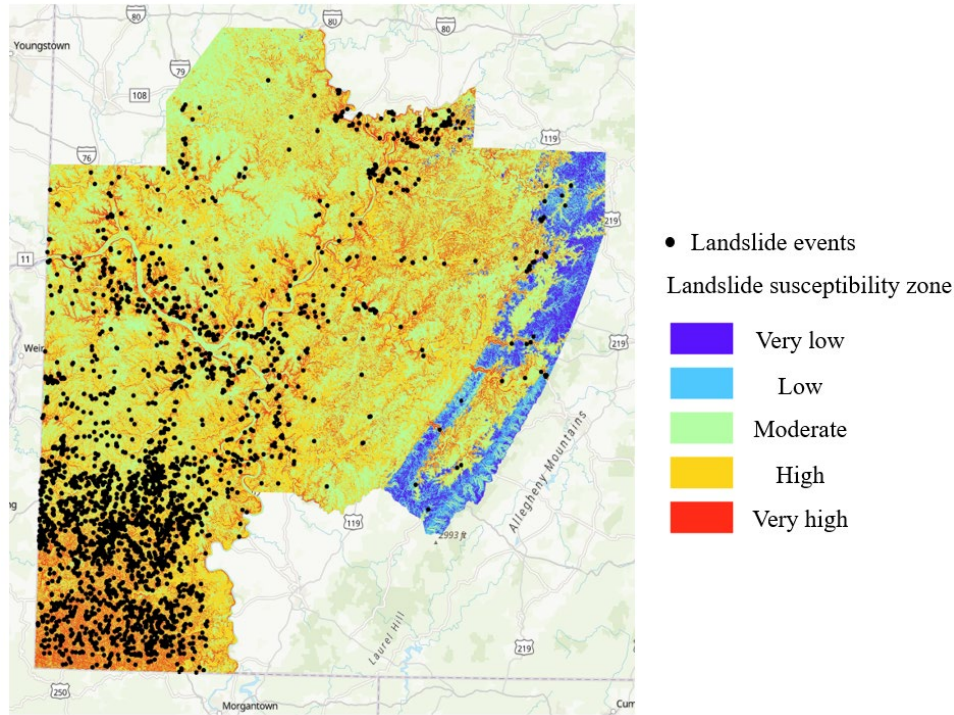 80
80
Youngstown
79
108
119
76
219
11
Weir
219
Allegheny Mountains
119
2993 ft
Laurel Hill
219
250
Morgantown
Cum
Landslide events
Landslide susceptibility zone
Very low
Low
Moderate
High
Very high